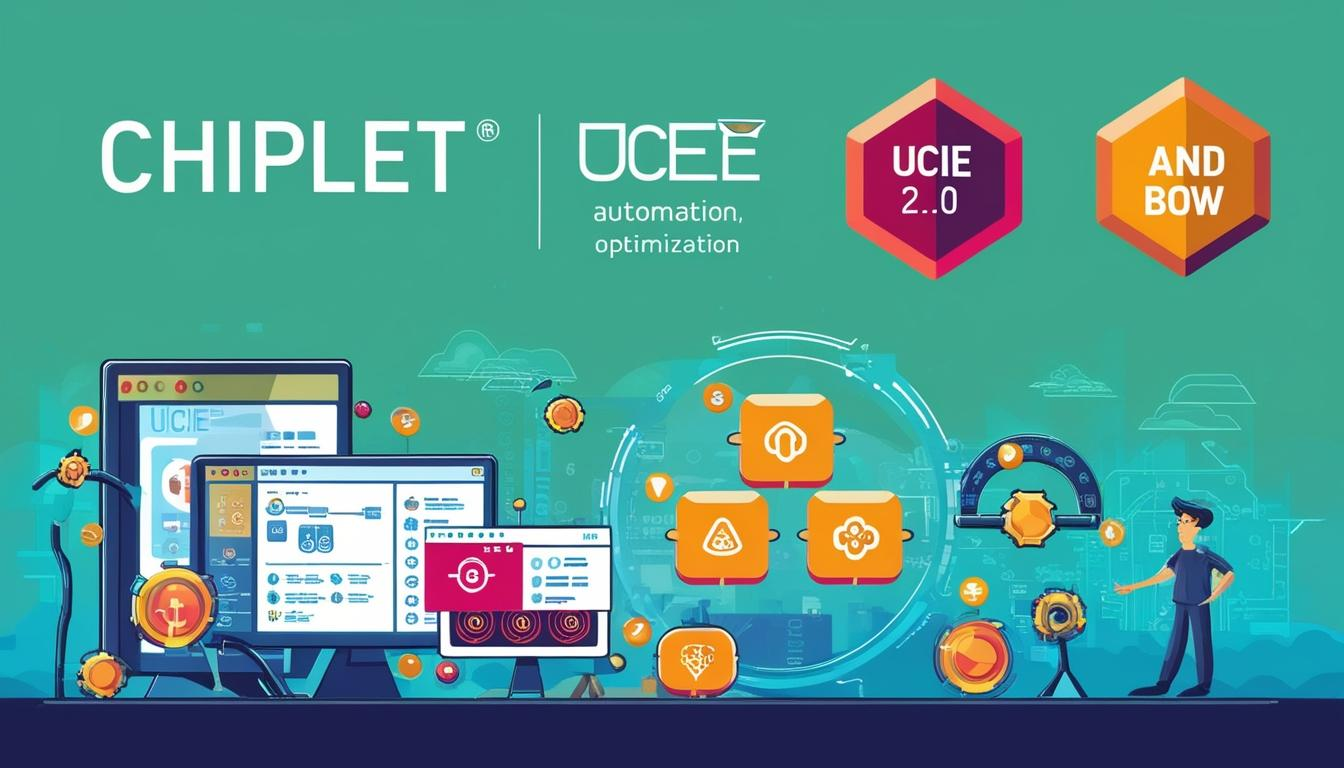 CHIPLET®
UCEE
automation,
optimization
UCIE
2..0
AND
BOW
UCIE